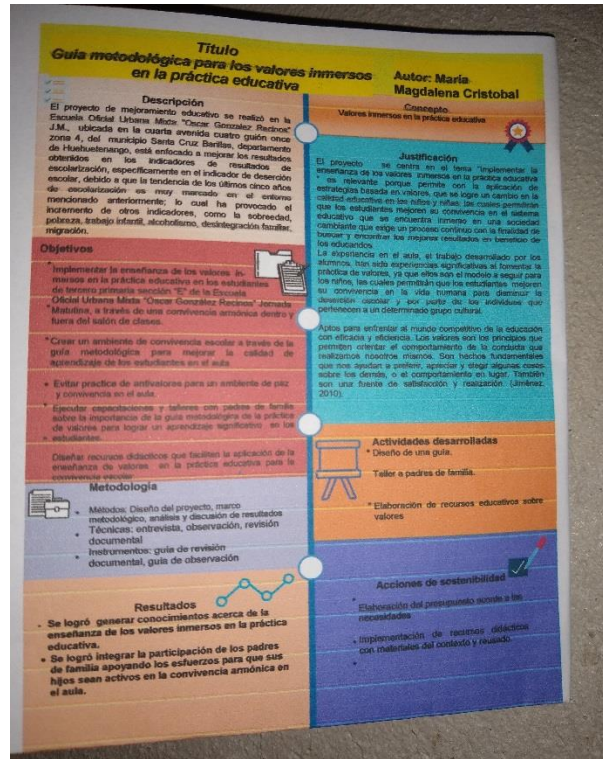 Título
Guía metodológica para los valores inmersos
en la práctica educativa
Autor: María
Magdalena Cristobal
Descripción
El proyecto de mejoramiento educativo se realizó en la
Escuela Oficial Urbana Mixta "Oscar González Recinos"
J.M., ubicada en la cuarta avenida cuatro guión once
zona 4, del municipio Santa Cruz Barillas, departamento
de Huehuetenango, está enfocado a mejorar los resultados
obtenidos en los indicadores de resultados de
escolarización, específicamente en el indicador de deserción
escolar, debido a que la tendencia de los últimos cinco años
de escolarización es muy marcado en el entorno
mencionado anteriormente; lo cual ha provocado el
incremento de otros indicadores, como la sobreedad,
pobreza, trabajo infantil, alcoholismo, desintegración familiar,
migración.
Objetivos
* Implementar la enseñanza de los valores in-
mersos en la práctica educativo en los estudiantes
de tercero primaria sección "E" de la Escuela
Oficial Urbana Mixta "Oscar González Recinos" Jornada
Matutina, a través de una convivencia armónica dentro y
fuera del salón de clases.
* Crear un ambiente de convivencia escolar a través de la
guía metodológica para mejorar la calidad de
aprendizaje de los estudiantes en el aula.
• Evitar practica de antivalores para un ambiente de paz
y convivencia en el aula.
Ejecutar capacitaciones y talleres con padres de familia
sobre la importancia de la guía metodológica de la práctica
de valores para lograr un aprendizaje significativo en los
estudiantes.
Diseñar recursos didácticos que faciliten la aplicación de la
enseñanza de valores en la práctica educativa para la
convivencia escolar.
Metodología
• Métodos: Diseño del proyecto, marco
metodológico, análisis y discusión de resultados
• Técnicas: entrevista, observación, revisión
documental
• Instrumentos: guía de revisión
documental, guía de observación
Resultados
• Se logró generar conocimientos acerca de la
enseñanza de los valores inmersos en la práctica
educativa.
• Se logró integrar la participación de los padres
de familia apoyando los esfuerzos para que sus
hijos sean activos en la convivencia armónica en
el aula.
Concepto
Valores inmersos en la práctica educativa
Justificación
El proyecto se centra en el tema "Implementar la
enseñanza de los valores inmersos en la práctica educativa
" es relevante porque permite con la aplicación de
estrategias basada en valores, que se logre un cambio en la
calidad educativa en los niños y niñas; las cuales permitirán
que los estudiantes mejoren su convivencia en el sistema
educativo que se encuentra inmerso en una sociedad
cambiante que exige un proceso continuo con la finalidad de
buscar y encontrar los mejores resultados en beneficio de
los educandos.
La experiencia en el aula, el trabajo desarrollado por los
alumnos, han sido experiencias significativas al fomentar la
práctica de valores, ya que ellos son el modelo a seguir para
los niños, las cuales permitirán que los estudiantes mejoren
su convivencia en la vida humana para disminuir la
deserción escolar y por parte de los individuos que
pertenecen a un determinado grupo cultural.
Aptos para enfrentar al mundo competitivo de la educación
con eficacia y eficiencia. Los valores son los principios que
permiten orientar el comportamiento de la conducta que
realizamos nosotros mismos. Son hechos fundamentales
que nos ayudan a preferir, apreciar y elegir algunas cosas
sobre los demás, o el comportamiento en lugar. También
son una fuente de satisfacción y realización. (Jiménez,
2010).
Actividades desarrolladas
* Diseño de una guía.
Taller a padres de familia.
* Elaboración de recursos educativos sobre
valores
Acciones de sostenibilidad
Elaboración del presupuesto acorde a las
necesidades
• Implementación de recursos didácticos
con materiales del contexto y reusado.